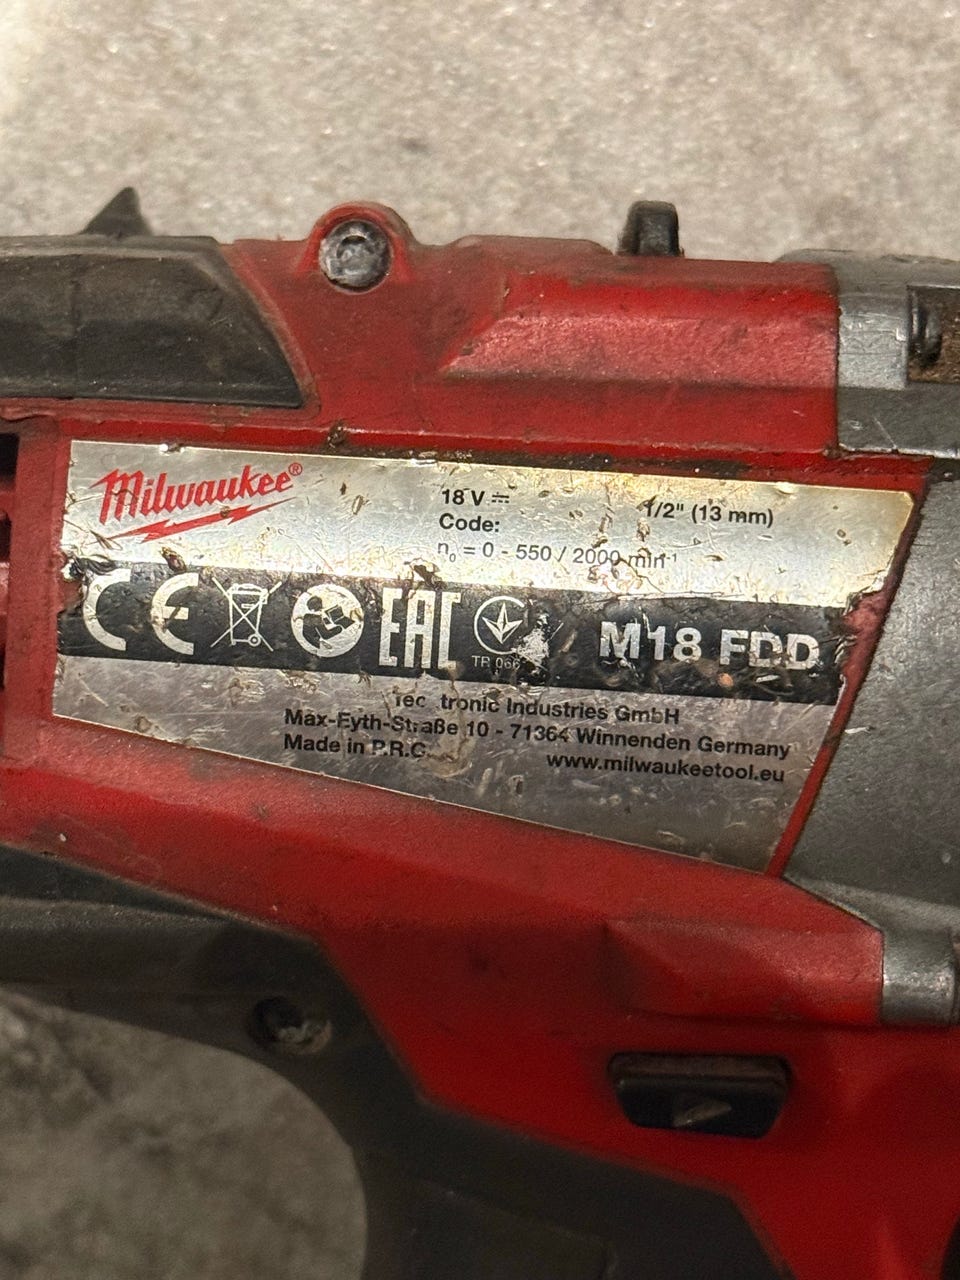 Milwaukee®
18 V ⎓
1/2" (13 mm)
Code:
n₀ = 0 - 550 / 2000 min⁻¹
CE EAC
TR 066
M18 FDD
tronic Industries GmbH
Max-Eyth-Straße 10 - 71364 Winnenden Germany
Made in P.R.C.
www.milwaukeetool.eu